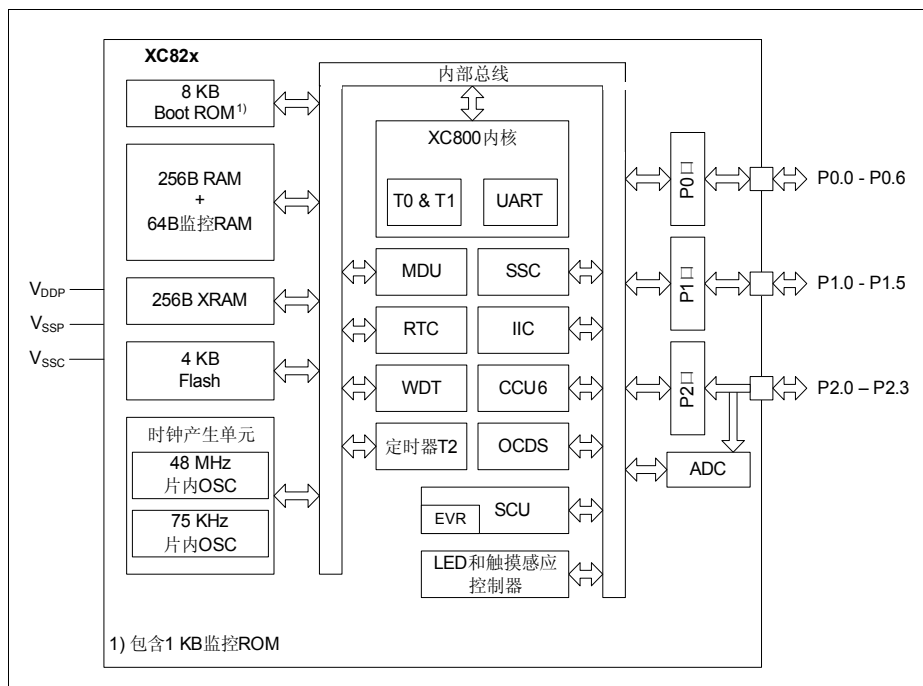 XC82x
8 KB
Boot ROM1)
256B RAM
+
64B监控RAM
256B XRAM
4 KB
Flash
时钟产生单元
48 MHz
片内OSC
75 KHz
片内OSC
VDDP
VSSP
VSSC
内部总线
XC800内核
T0 & T1
UART
MDU
SSC
RTC
IIC
WDT
CCU6
定时器T2
OCDS
SCU
EVR
LED和触摸感应
控制器
P0口
P0.0 - P0.6
P1口
P1.0 - P1.5
P2口
P2.0 – P2.3
ADC
1) 包含1 KB监控ROM